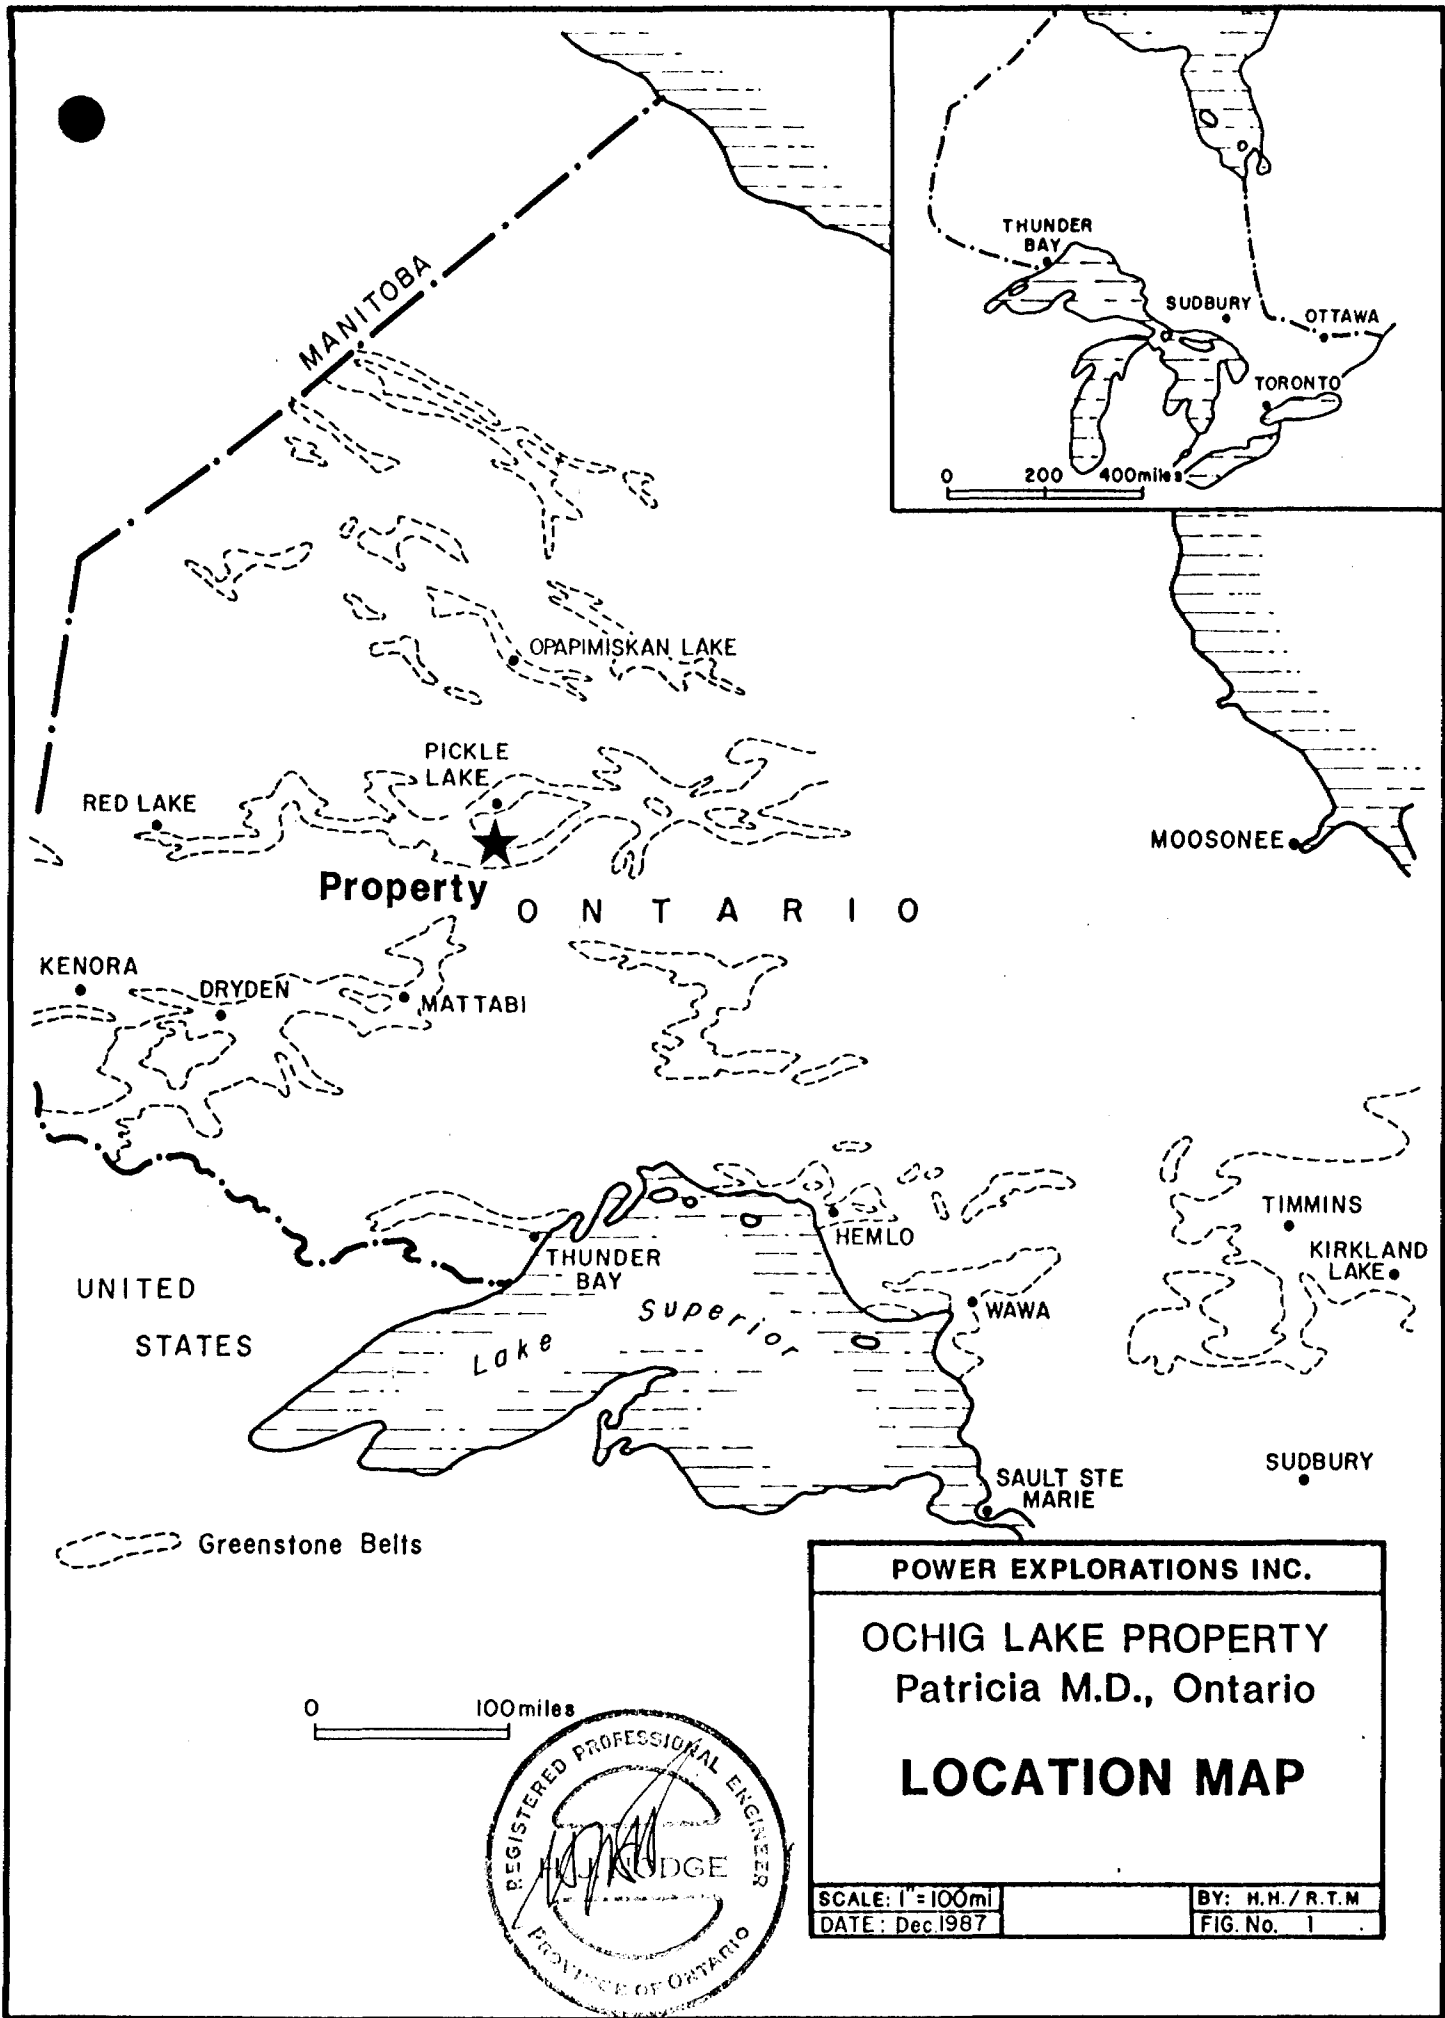 MANITOBA
THUNDER
BAY
SUDBURY
OTTAWA
TORONTO
0 200 400miles
OPAPIMISKAN LAKE
PICKLE
LAKE
RED LAKE
MOOSONEE
Property
ONTARIO
KENORA
DRYDEN
MATTABI
TIMMINS
HEMLO
KIRKLAND
LAKE
THUNDER
BAY
UNITED
STATES
Lake Superior
WAWA
SUDBURY
SAULT STE
MARIE
Greenstone Belts
0 100miles
REGISTERED PROFESSIONAL ENGINEER
PROVINCE OF ONTARIO
POWER EXPLORATIONS INC.
OCHIG LAKE PROPERTY
Patricia M.D., Ontario
LOCATION MAP
SCALE: 1"=100mi
BY: H.H./R.T.M
DATE: Dec.1987
FIG. No. 1